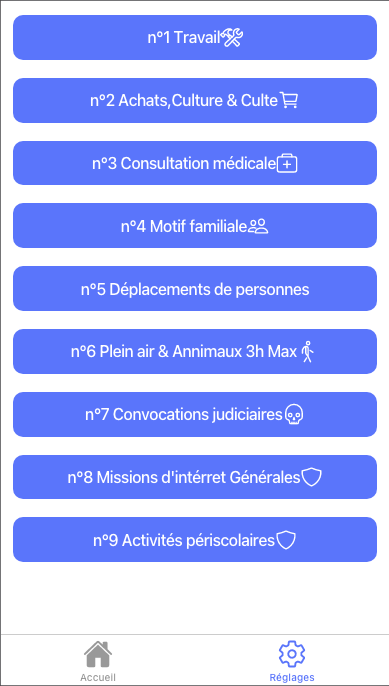 n°1 Travail
n°2 Achats,Culture & Culte
n°3 Consultation médicale
n°4 Motif familiale
n°5 Déplacements de personnes
n°6 Plein air & Annimaux 3h Max
n°7 Convocations judiciaires
n°8 Missions d'intérret Générales
n°9 Activités périscolaires
Accueil
Réglages